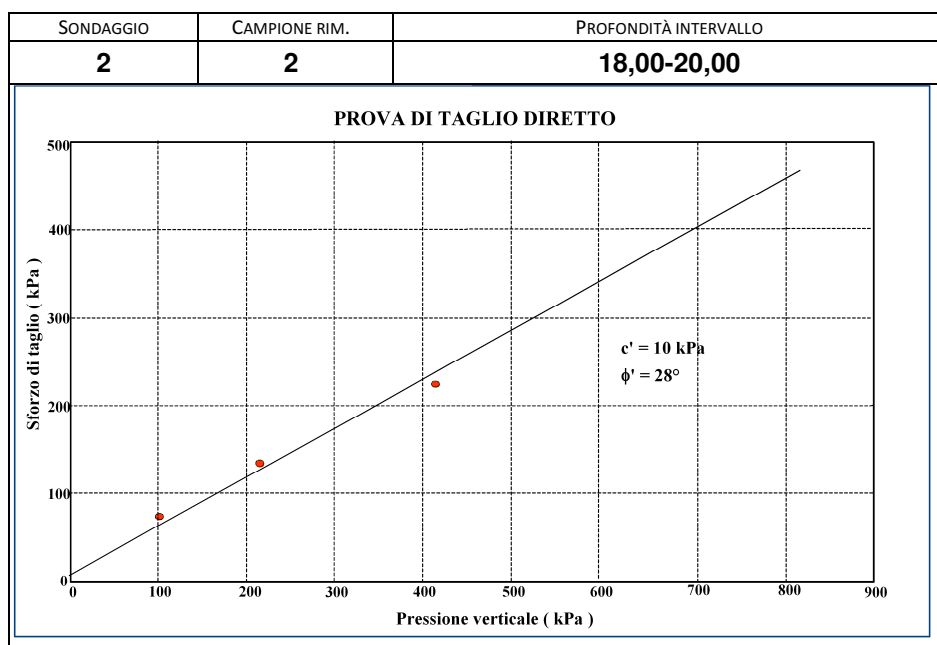 SONDAGGIO CAMPIONE RIM. PROFONDITÀ INTERVALLO
2 2 18,00-20,00
PROVA DI TAGLIO DIRETTO
500
400
300
200
100
0
Sforzo di taglio ( kPa )
c' = 10 kPa
ϕ' = 28°
0 100 200 300 400 500 600 700 800 900
Pressione verticale ( kPa )